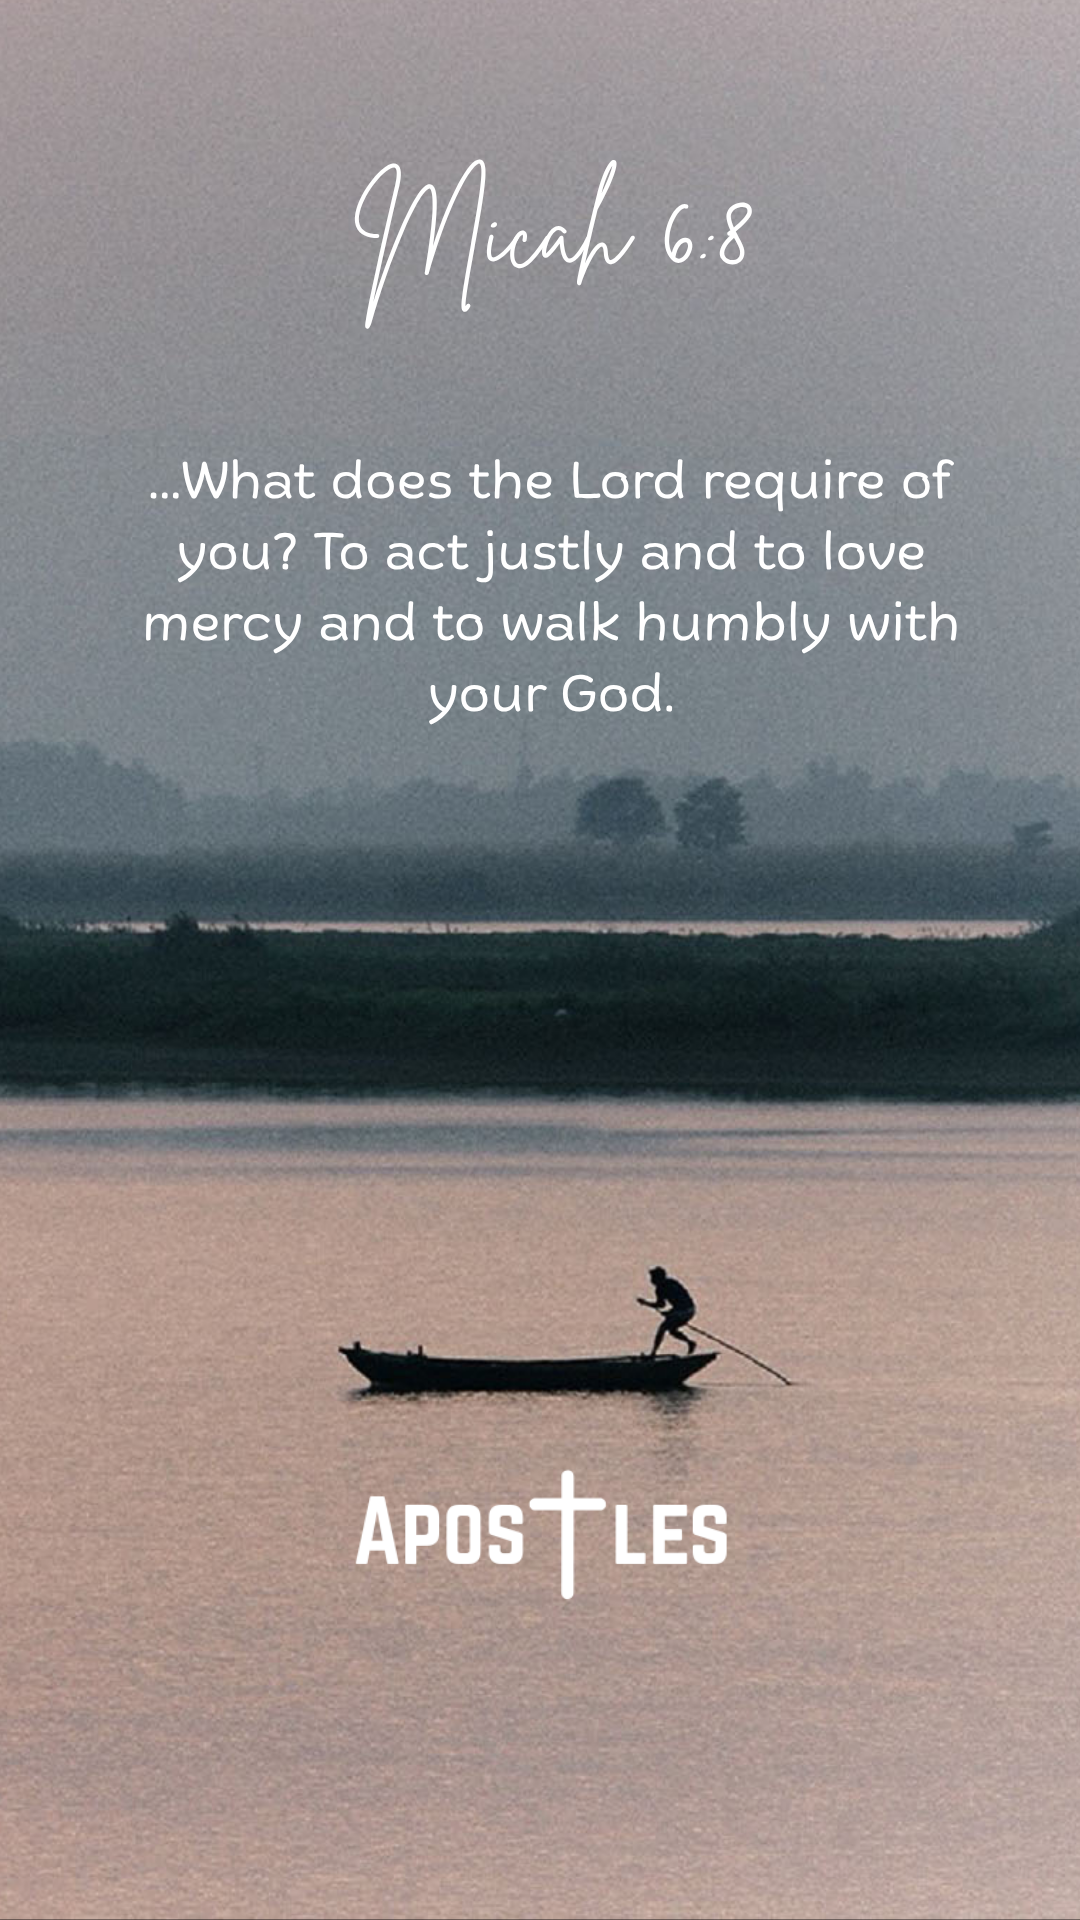 Micah 6:8
...What does the Lord require of
you? To act justly and to love
mercy and to walk humbly with
your God.
APOSTLES